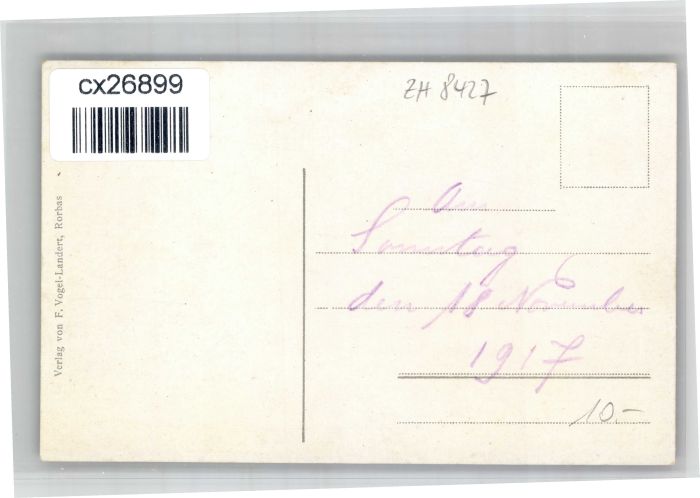 cx26899
ZH 8427
Verlag von F. Vogel-Landert, Rorbas
Am
Sonntag
den 18 November
1917
10.-